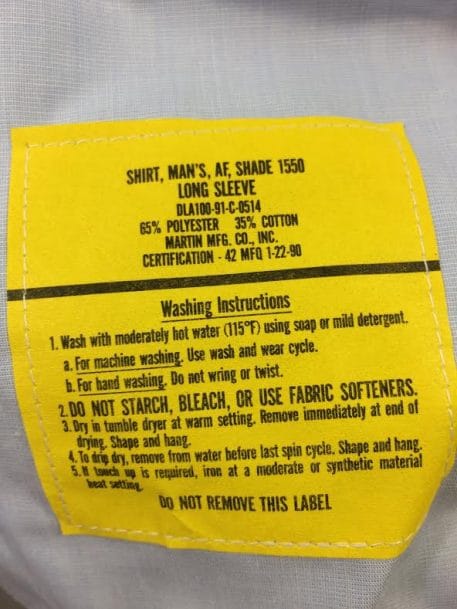 SHIRT, MAN'S, AF, SHADE 1550
LONG SLEEVE
DLA100-91-C-0514
65% POLYESTER 35% COTTON
MARTIN MFG. CO., INC.
CERTIFICATION - 42 MFQ 1-22-90
Washing Instructions
1. Wash with moderately hot water (115°F) using soap or mild detergent.
a. For machine washing. Use wash and wear cycle.
b. For hand washing. Do not wring or twist.
2. DO NOT STARCH, BLEACH, OR USE FABRIC SOFTENERS.
3. Dry in tumble dryer at warm setting. Remove immediately at end of
drying. Shape and hang.
4. To drip dry, remove from water before last spin cycle. Shape and hang.
5. If touch up is required, iron at a moderate or synthetic material
heat setting.
DO NOT REMOVE THIS LABEL